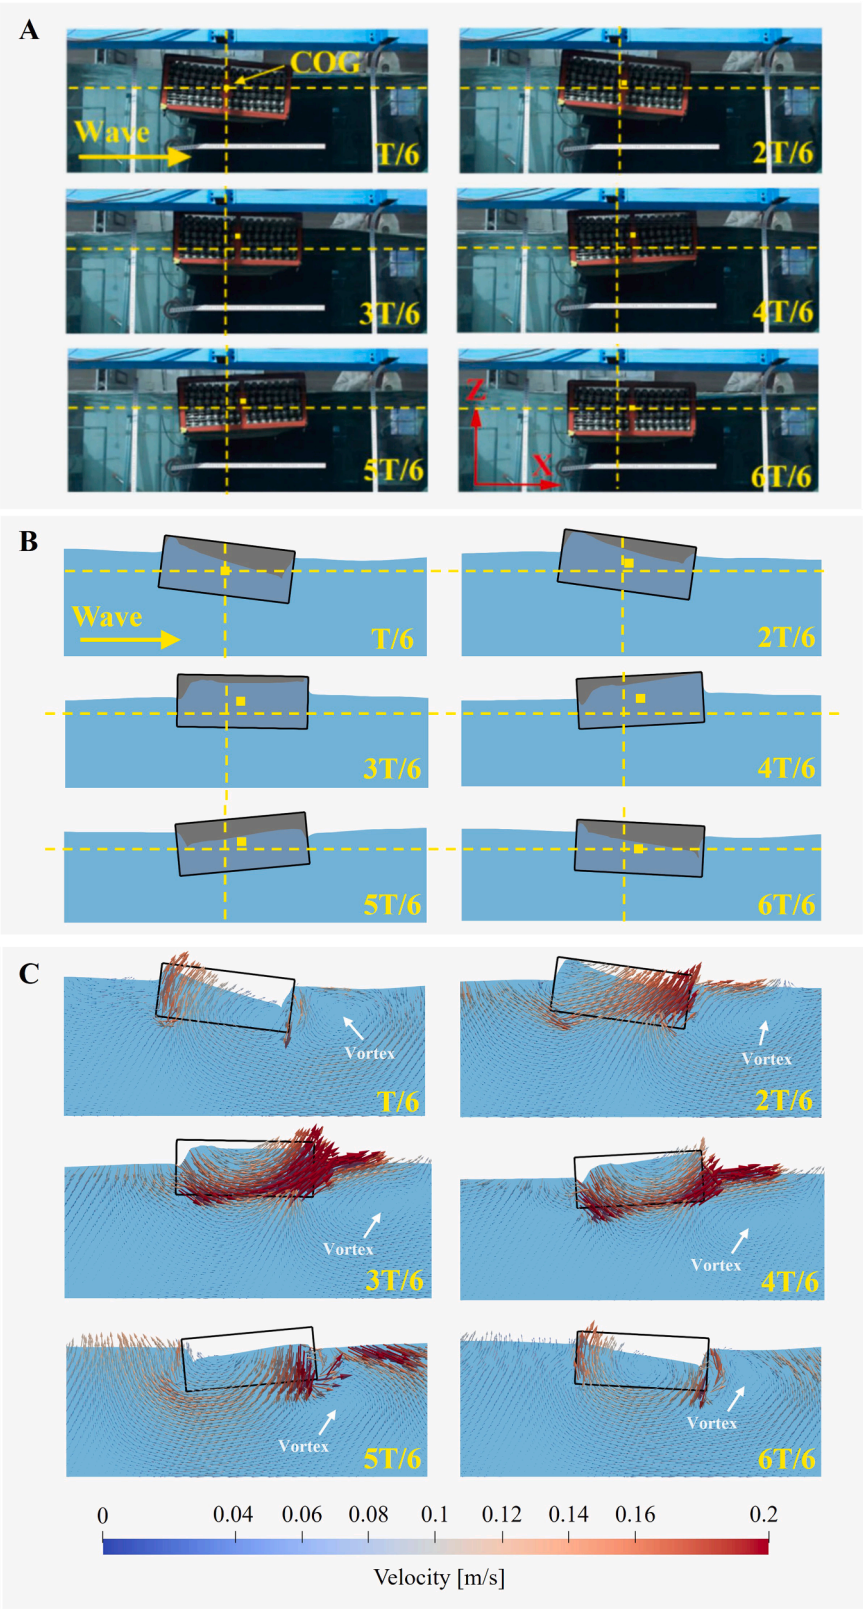 A
COG
Wave
T/6
2T/6
3T/6
4T/6
5T/6
Z
X
6T/6
B
Wave
T/6
2T/6
3T/6
4T/6
5T/6
6T/6
C
Vortex
T/6
Vortex
2T/6
Vortex
3T/6
Vortex
4T/6
Vortex
5T/6
Vortex
6T/6
0 0.04 0.06 0.08 0.1 0.12 0.14 0.16 0.2
Velocity [m/s]